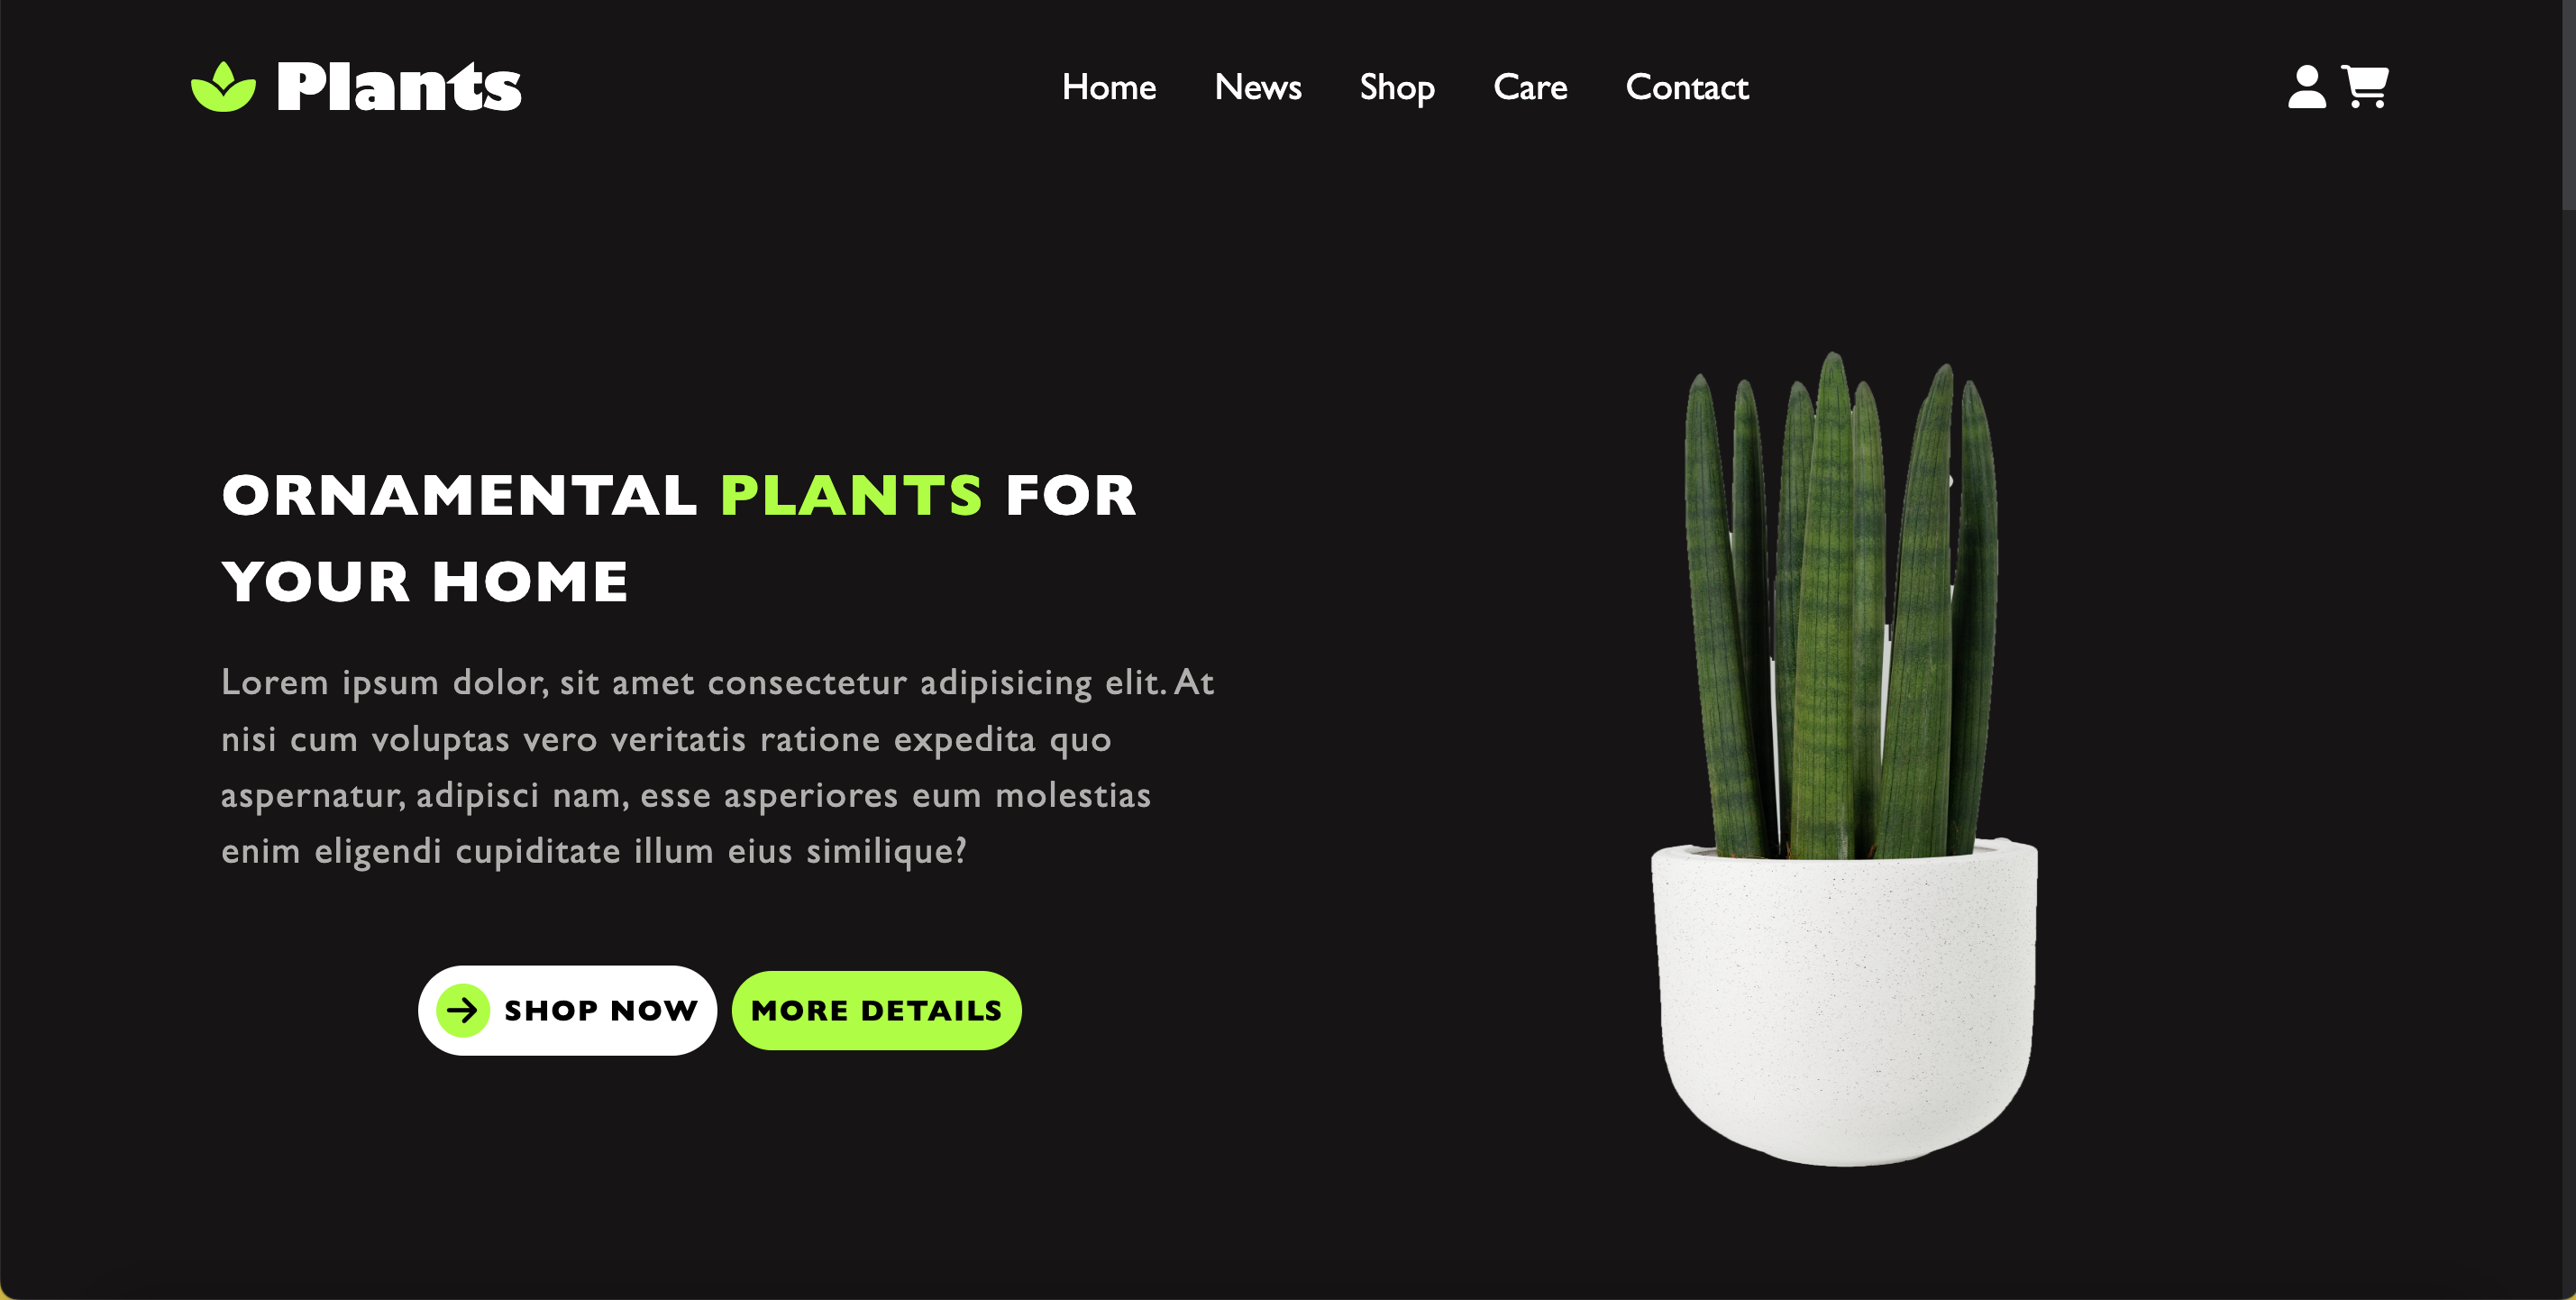 Plants
Home News Shop Care Contact
ORNAMENTAL PLANTS FOR
YOUR HOME
Lorem ipsum dolor, sit amet consectetur adipisicing elit. At
nisi cum voluptas vero veritatis ratione expedita quo
aspernatur, adipisci nam, esse asperiores eum molestias
enim eligendi cupiditate illum eius similique?
SHOP NOW MORE DETAILS